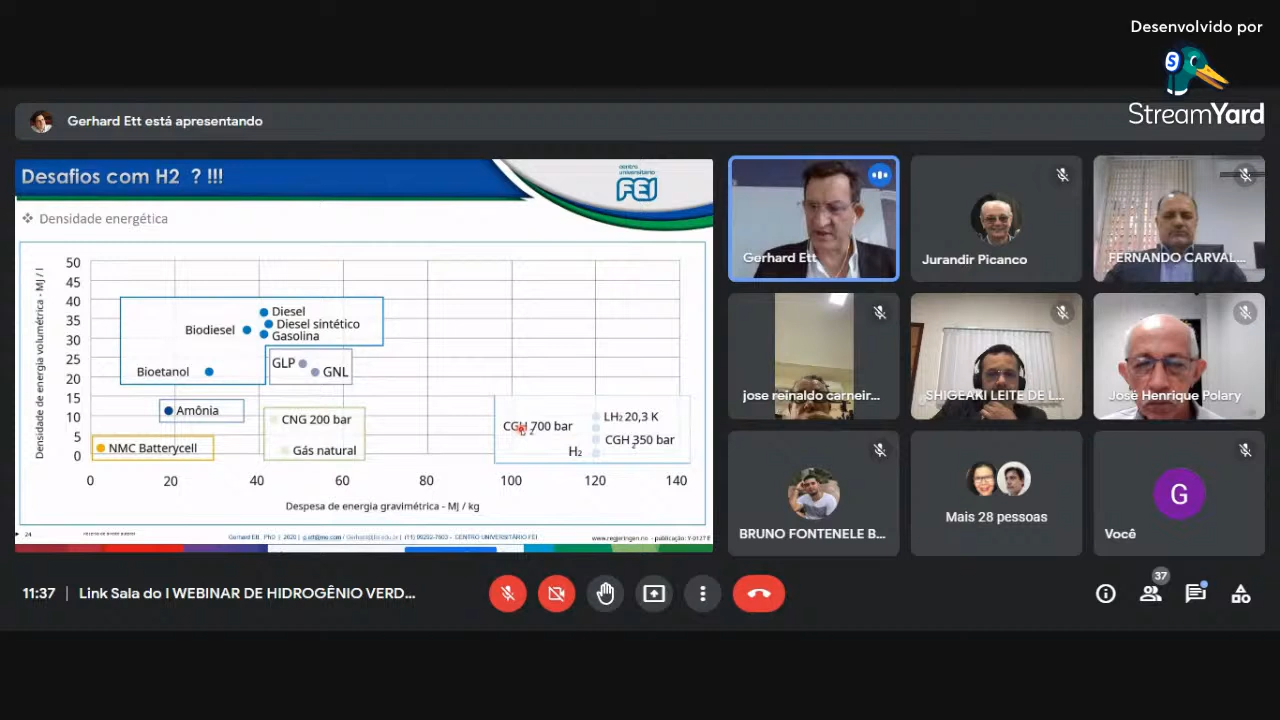 Desenvolvido por
StreamYard
Gerhard Ett está apresentando
Desafios com H2 ? !!!
centro
universitário
FEI
❖ Densidade energética
Densidade de energia volumétrica - MJ / l
50
45
40
35
30
25
20
15
10
5
0
Diesel
Diesel sintético
Biodiesel
Gasolina
GLP
GNL
Bioetanol
Amônia
CNG 200 bar
NMC Batterycell
Gás natural
LH2 20,3 K
CGH2 700 bar
CGH2 350 bar
H2
0 20 40 60 80 100 120 140
Despesa de energia gravimétrica - MJ / kg
24
Gerhard Ett
Jurandir Picanco
FERNANDO CARVAL...
jose reinaldo carneir...
SHIGEAKI LEITE DE L...
José Henrique Polary
BRUNO FONTENELE B...
Mais 28 pessoas
G
Você
11:37 | Link Sala do I WEBINAR DE HIDROGÊNIO VERD...
37